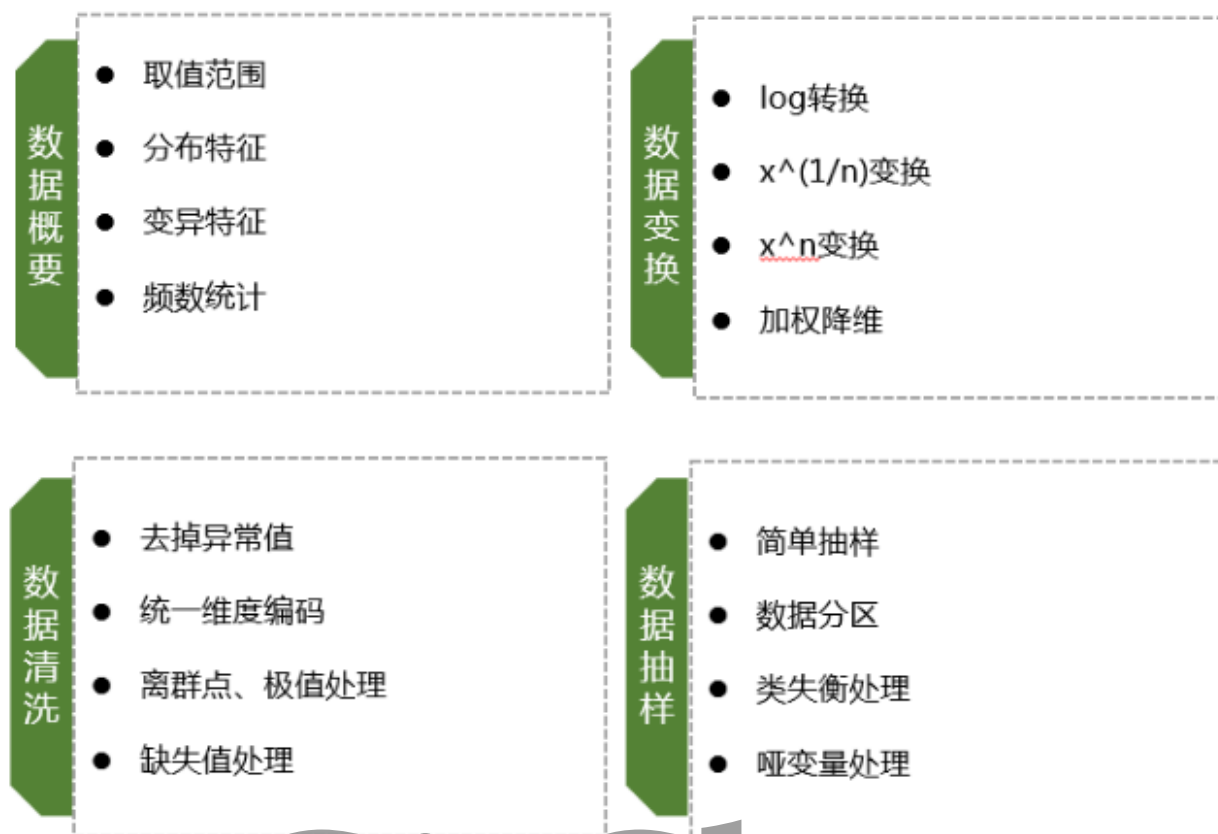 数据概要
取值范围
分布特征
变异特征
频数统计
数据变换
log转换
x^(1/n)变换
x^n变换
加权降维
数据清洗
去掉异常值
统一维度编码
离群点、极值处理
缺失值处理
数据抽样
简单抽样
数据分区
类失衡处理
哑变量处理